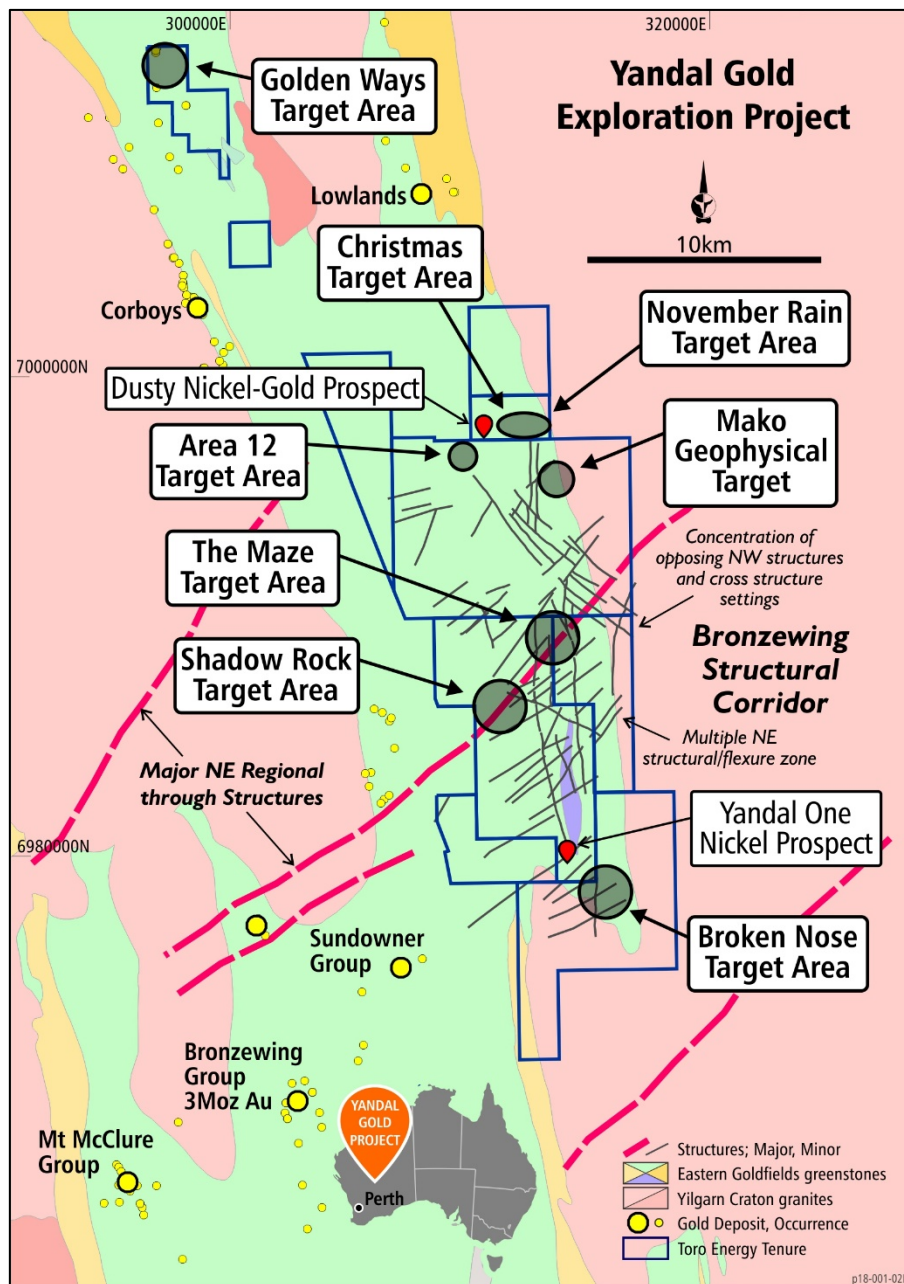 300000E
320000E
Yandal Gold
Exploration Project
Golden Ways
Target Area
Lowlands
10km
Christmas
Target Area
Corboys
November Rain
Target Area
7000000N
Dusty Nickel-Gold Prospect
Area 12
Target Area
Mako
Geophysical
Target
Concentration of
opposing NW structures
and cross structure
settings
The Maze
Target Area
Bronzewing
Structural
Corridor
Shadow Rock
Target Area
Multiple NE
structural/flexure zone
Major NE Regional
through Structures
Yandal One
Nickel Prospect
6980000N
Sundowner
Group
Broken Nose
Target Area
Bronzewing
Group
3Moz Au
YANDAL
GOLD
PROJECT
Mt McClure
Group
Perth
Structures; Major, Minor
Eastern Goldfields greenstones
Yilgarn Craton granites
Gold Deposit, Occurrence
Toro Energy Tenure
p18-001-02